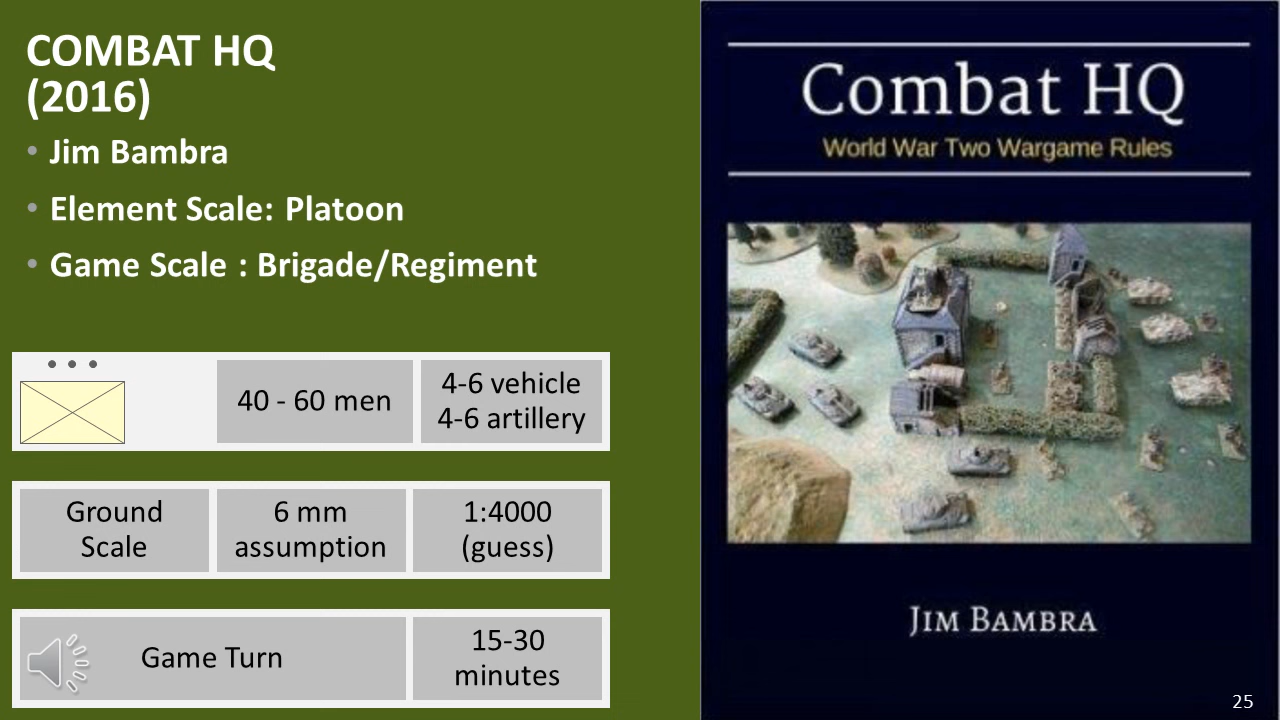 COMBAT HQ
(2016)
• Jim Bambra
• Element Scale: Platoon
• Game Scale : Brigade/Regiment
40 - 60 men
4-6 vehicle
4-6 artillery
Ground
Scale
6 mm
assumption
1:4000
(guess)
Game Turn
15-30
minutes
Combat HQ
World War Two Wargame Rules
JIM BAMBRA
25